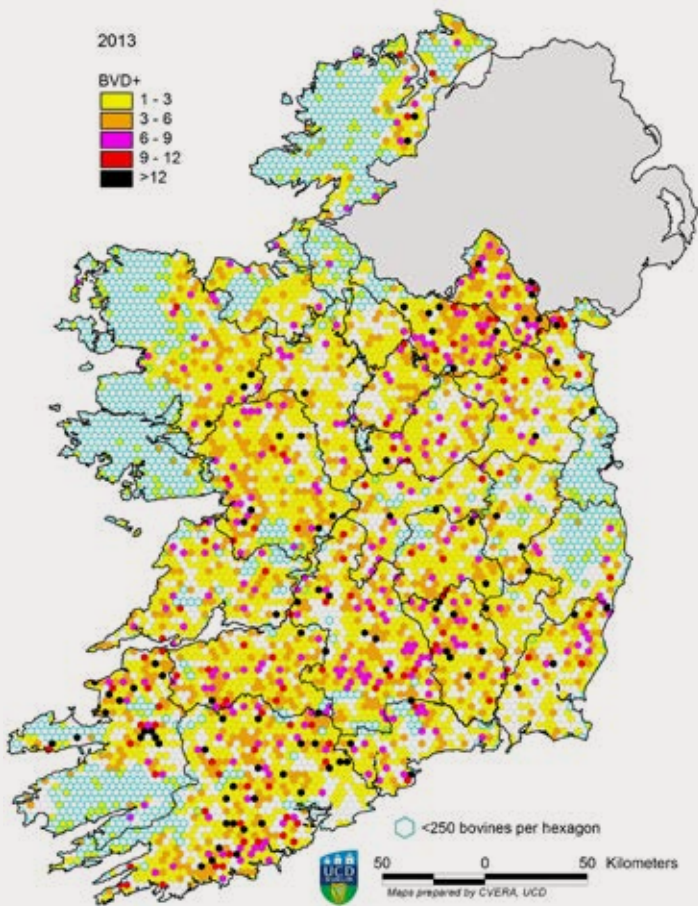 2013
BVD+
1 - 3
3 - 6
6 - 9
9 - 12
>12
<250 bovines per hexagon
50 0 50 Kilometers
UCD
Maps prepared by CVERA, UCD